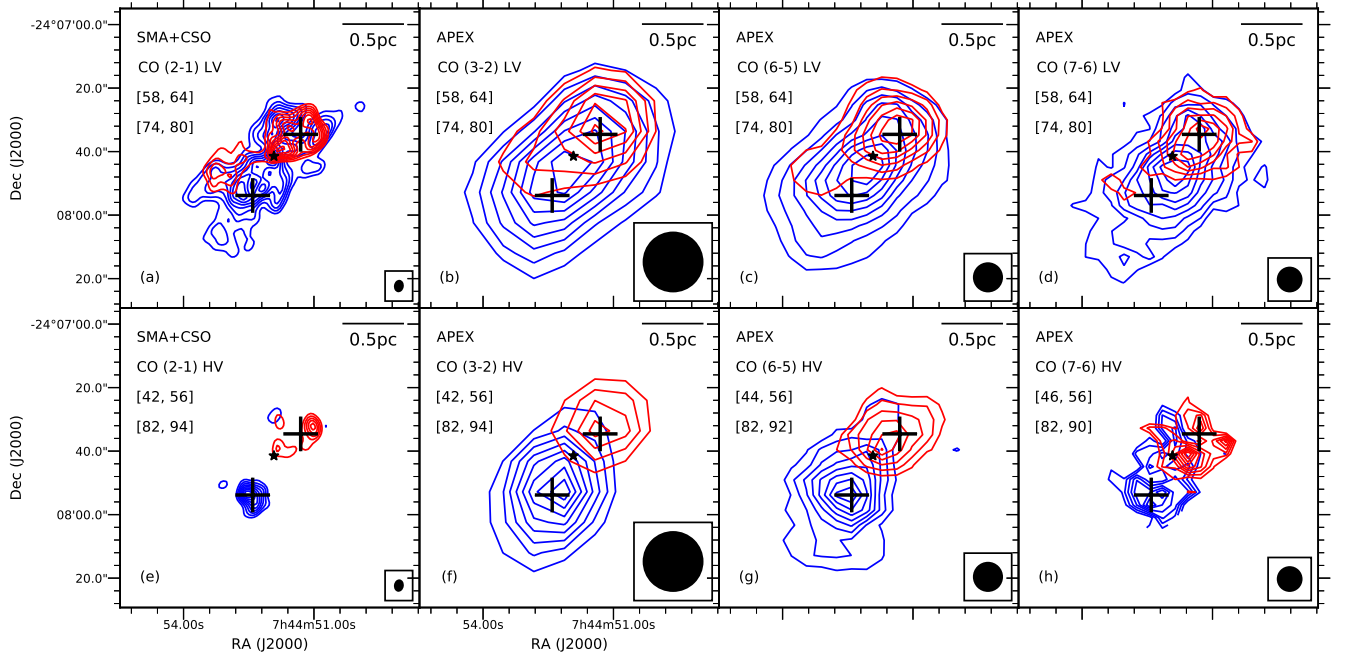 -24°07'00.0"
20.0"
40.0"
08'00.0"
20.0"
Dec (J2000)
SMA+CSO
0.5pc
CO (2-1) LV
[58, 64]
[74, 80]
(a)
APEX
0.5pc
CO (3-2) LV
[58, 64]
[74, 80]
(b)
APEX
0.5pc
CO (6-5) LV
[58, 64]
[74, 80]
(c)
APEX
0.5pc
CO (7-6) LV
[58, 64]
[74, 80]
(d)
-24°07'00.0"
20.0"
40.0"
08'00.0"
20.0"
Dec (J2000)
SMA+CSO
0.5pc
CO (2-1) HV
[42, 56]
[82, 94]
(e)
APEX
0.5pc
CO (3-2) HV
[42, 56]
[82, 94]
(f)
APEX
0.5pc
CO (6-5) HV
[44, 56]
[82, 92]
(g)
APEX
0.5pc
CO (7-6) HV
[46, 56]
[82, 90]
(h)
54.00s
7h44m51.00s
RA (J2000)
54.00s
7h44m51.00s
RA (J2000)